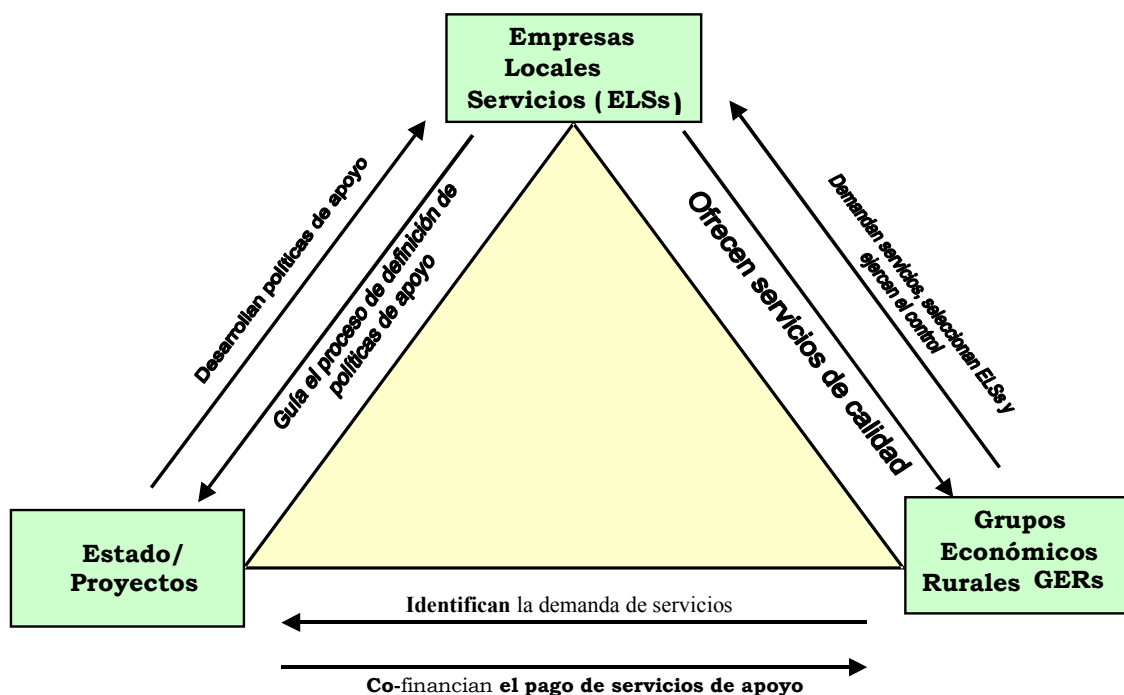 Empresas
Locales
Servicios ( ELSs)
Desarrollan políticas de apoyo
Guía el proceso de definición de
políticas de apoyo
Ofrecen servicios de calidad
Demandan servicios, seleccionan ELSs y
ejercen el control
Estado/
Proyectos
Grupos
Económicos
Rurales GERs
Identifican la demanda de servicios
Co-financian el pago de servicios de apoyo